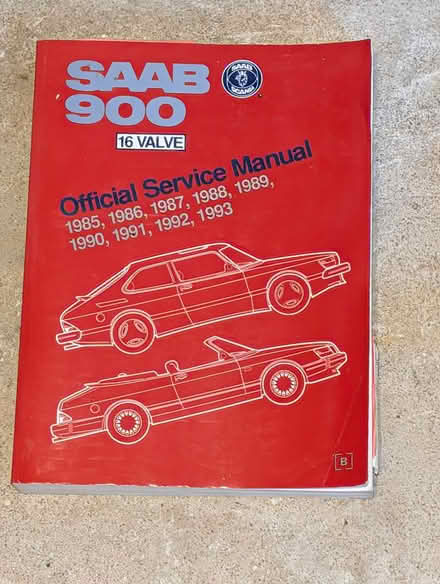 SAAB
900
SAAB
SCANIA
16 VALVE
Official Service Manual
1985, 1986, 1987, 1988, 1989,
1990, 1991, 1992, 1993
B